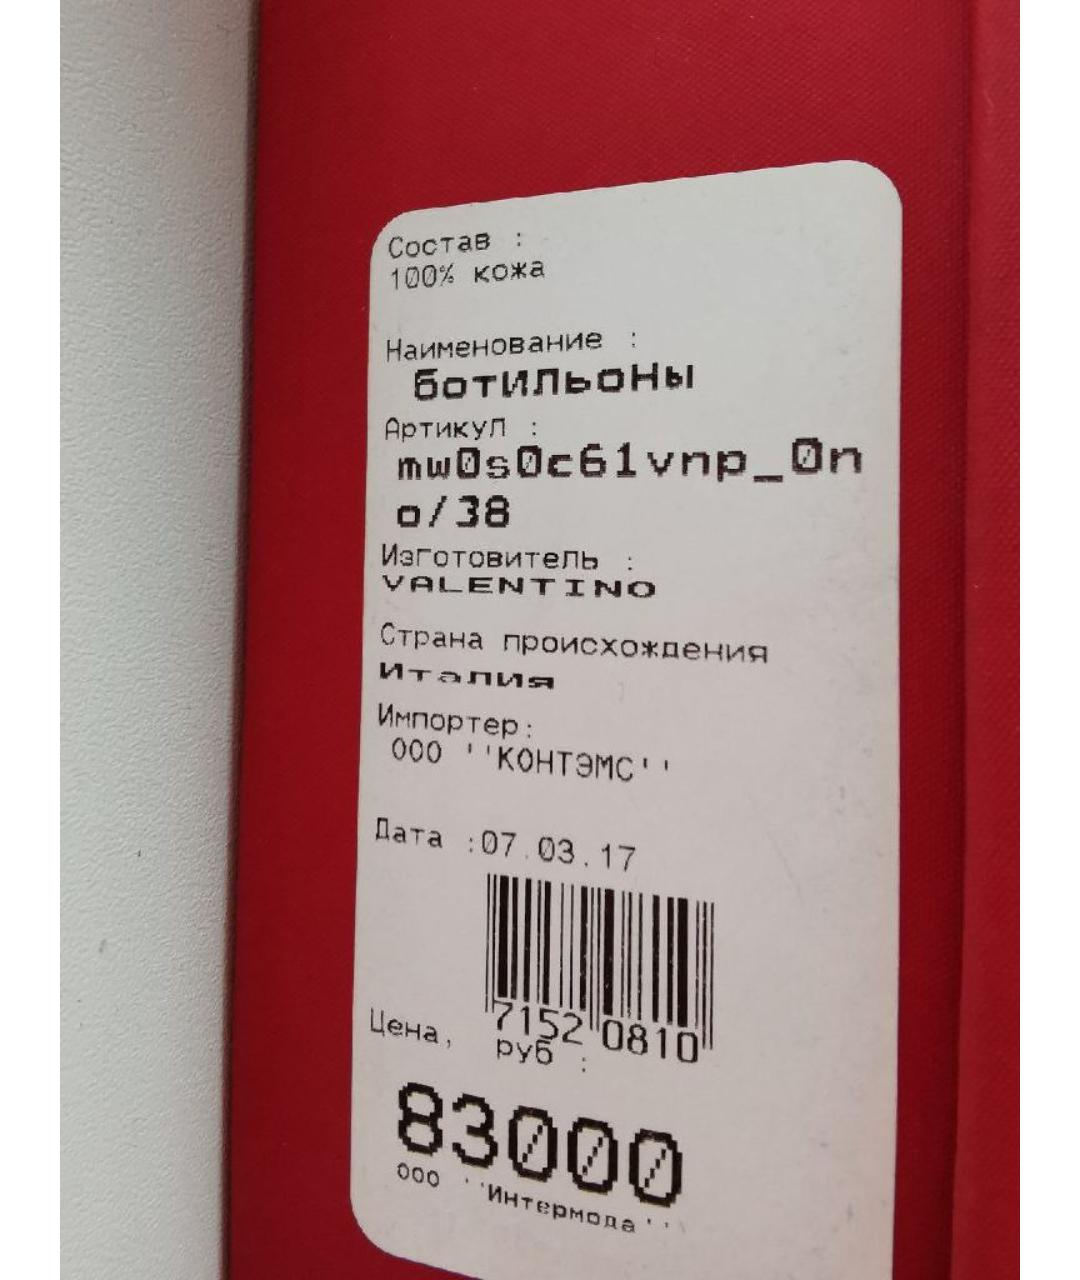 Состав :
100% кожа
Наименование :
ботильоны
Артикул :
mw0s0c61vnp_0n
o/38
Изготовитель :
VALENTINO
Страна происхождения
Италия
Импортер:
ООО ''КОНТЭМС''
Дата :07.03.17
7152 0810
Цена, руб :
83000
ООО ''Интермода''